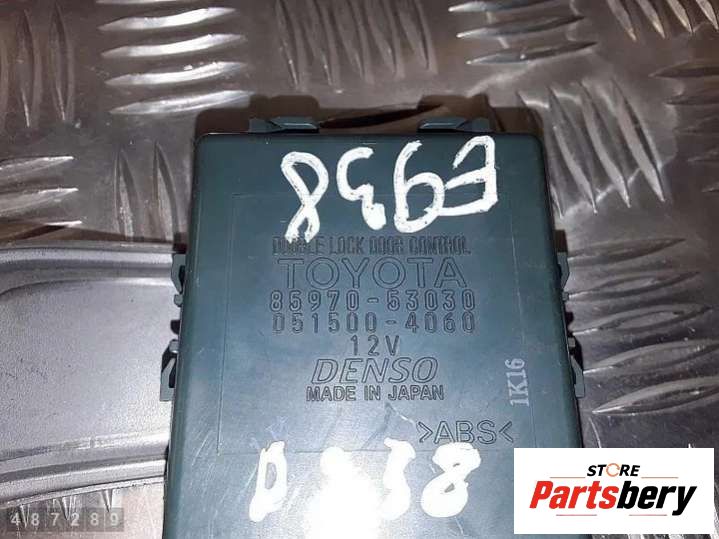 E938
DOUBLE LOCK DOOR CONTROL
TOYOTA
85970-53030
051500-4060
12V
DENSO
MADE IN JAPAN
1K16
>ABS<
487289
STORE
Partsbery